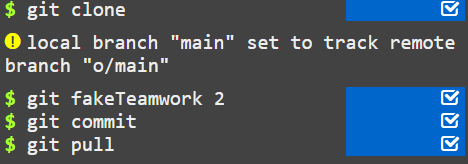 $ git clone
! local branch "main" set to track remote
branch "o/main"
$ git fakeTeamwork 2
$ git commit
$ git pull